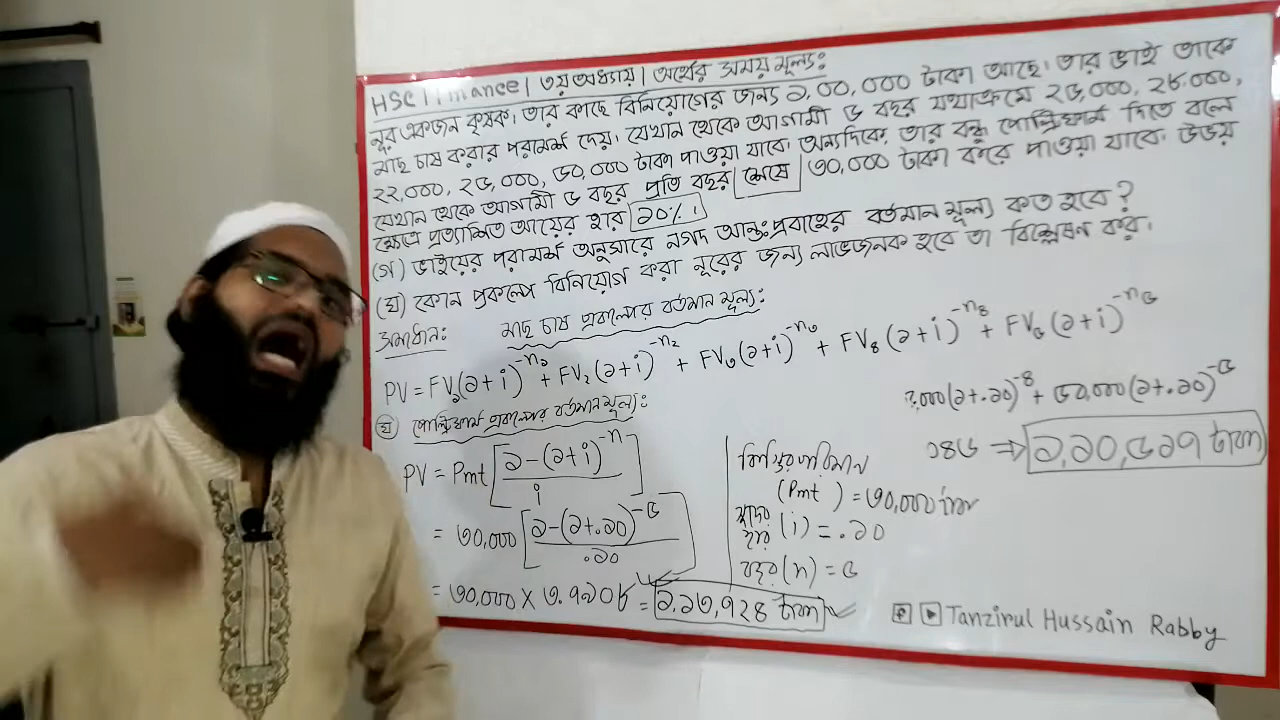 HSC Finance | ৩য় অধ্যায় | অর্থের সময় মূল্য:
নূর একজন কৃষক। তার কাছে বিনিয়োগের জন্য ১,০০,০০০ টাকা আছে। তার ভাই তাকে
মাছ চাষ করার পরামর্শ দেয়। যেখান থেকে আগামী ৫ বছর যথাক্রমে ২৫,০০০, ২৮,০০০,
২২,০০০, ২৫,০০০, ৫০,০০০ টাকা পাওয়া যাবে। অন্যদিকে, তার বন্ধু পোল্ট্রিফার্ম দিতে বলে
যেখান থেকে আগামী ৫ বছর প্রতি বছর শেষে ৩০,০০০ টাকা করে পাওয়া যাবে। উভয়
ক্ষেত্রে প্রত্যাশিত আয়ের হার ১০%।
(গ) ভাইয়ের পরামর্শ অনুসারে নগদ আন্তঃপ্রবাহের বর্তমান মূল্য কত হবে?
(ঘ) কোন প্রকল্পে বিনিয়োগ করা নূরের জন্য লাভজনক হবে তা বিশ্লেষণ কর।
সমাধান: মাছ চাষ প্রকল্পের বর্তমান মূল্য:
PV = FV₁(১+i)^-n₁ + FV₂(১+i)^-n₂ + FV₃(১+i)^-n₃ + FV₄(১+i)^-n₄ + FV₅(১+i)^-n₅
,০০০(১+.১০)^-৪ + ৫০,০০০(১+.১০)^-৫
⇒ ১,১০,৫১৭ টাকা
(ঘ) পোল্ট্রিফার্ম প্রকল্পের বর্তমান মূল্য:
PV = Pmt [১-(১+i)^-n / i]
= ৩০,০০০ [১-(১+.১০)^-৫ / .১০]
= ৩০,০০০ × ৩.৭৯০৮ = ১,১৩,৭২৪ টাকা
কিস্তির পরিমান
(Pmt) = ৩০,০০০ টাকা
সুদের
হার (i) = .১০
বছর (n) = ৫
Tanzirul Hussain Rabby